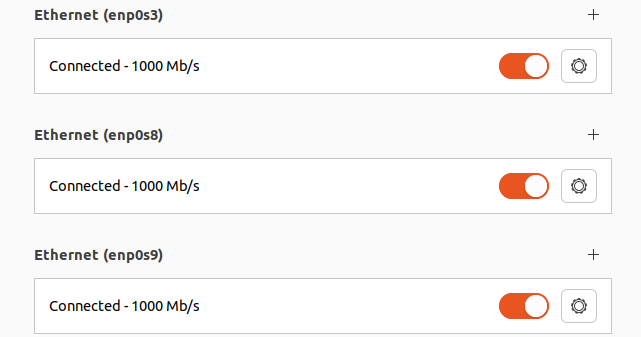 Ethernet (enp0s3)
Connected - 1000 Mb/s
Ethernet (enp0s8)
Connected - 1000 Mb/s
Ethernet (enp0s9)
Connected - 1000 Mb/s